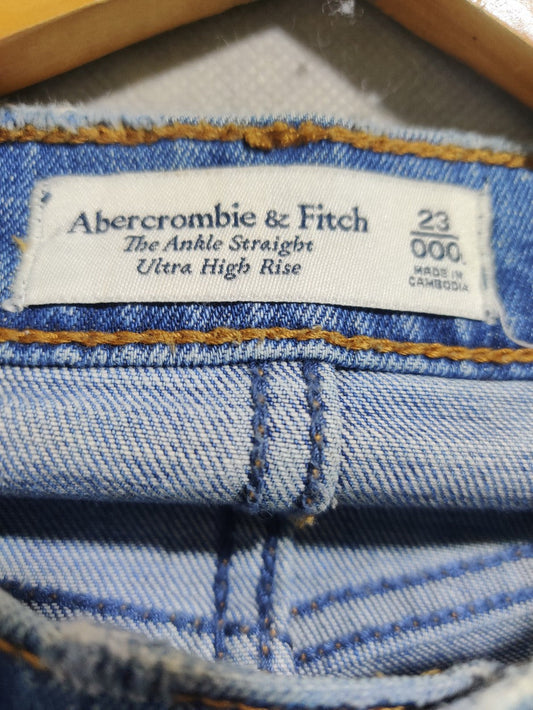 Abercrombie & Fitch
The Ankle Straight
Ultra High Rise
23
000.
MADE IN
CAMBODIA